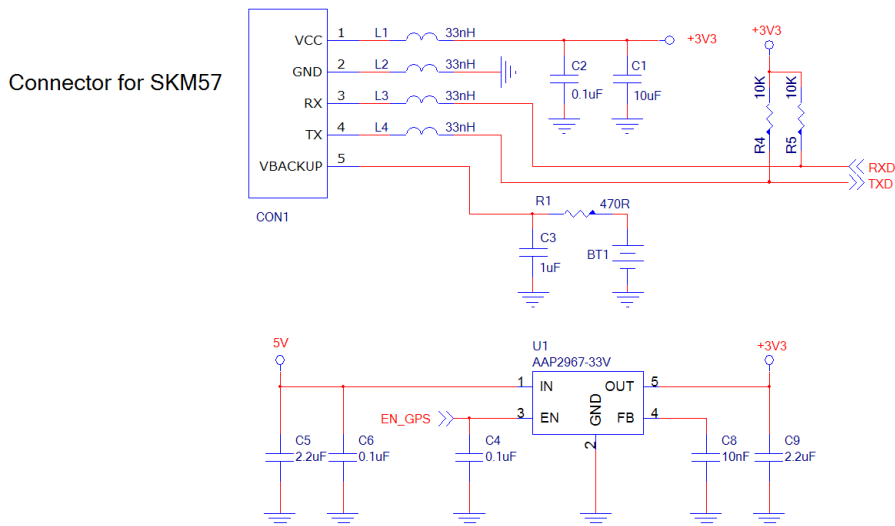 Connector for SKM57
VCC 1 L1 33nH +3V3
GND 2 L2 33nH
RX 3 L3 33nH
TX 4 L4 33nH
VBACKUP 5
CON1
C2
0.1uF
C1
10uF
+3V3
10K
10K
R4
R5
RXD
TXD
R1 470R
C3
1uF
BT1
5V
U1
AAP2967-33V
+3V3
1 IN OUT 5
EN_GPS 3 EN GND FB 4
2
C5
2.2uF
C6
0.1uF
C4
0.1uF
C8
10nF
C9
2.2uF